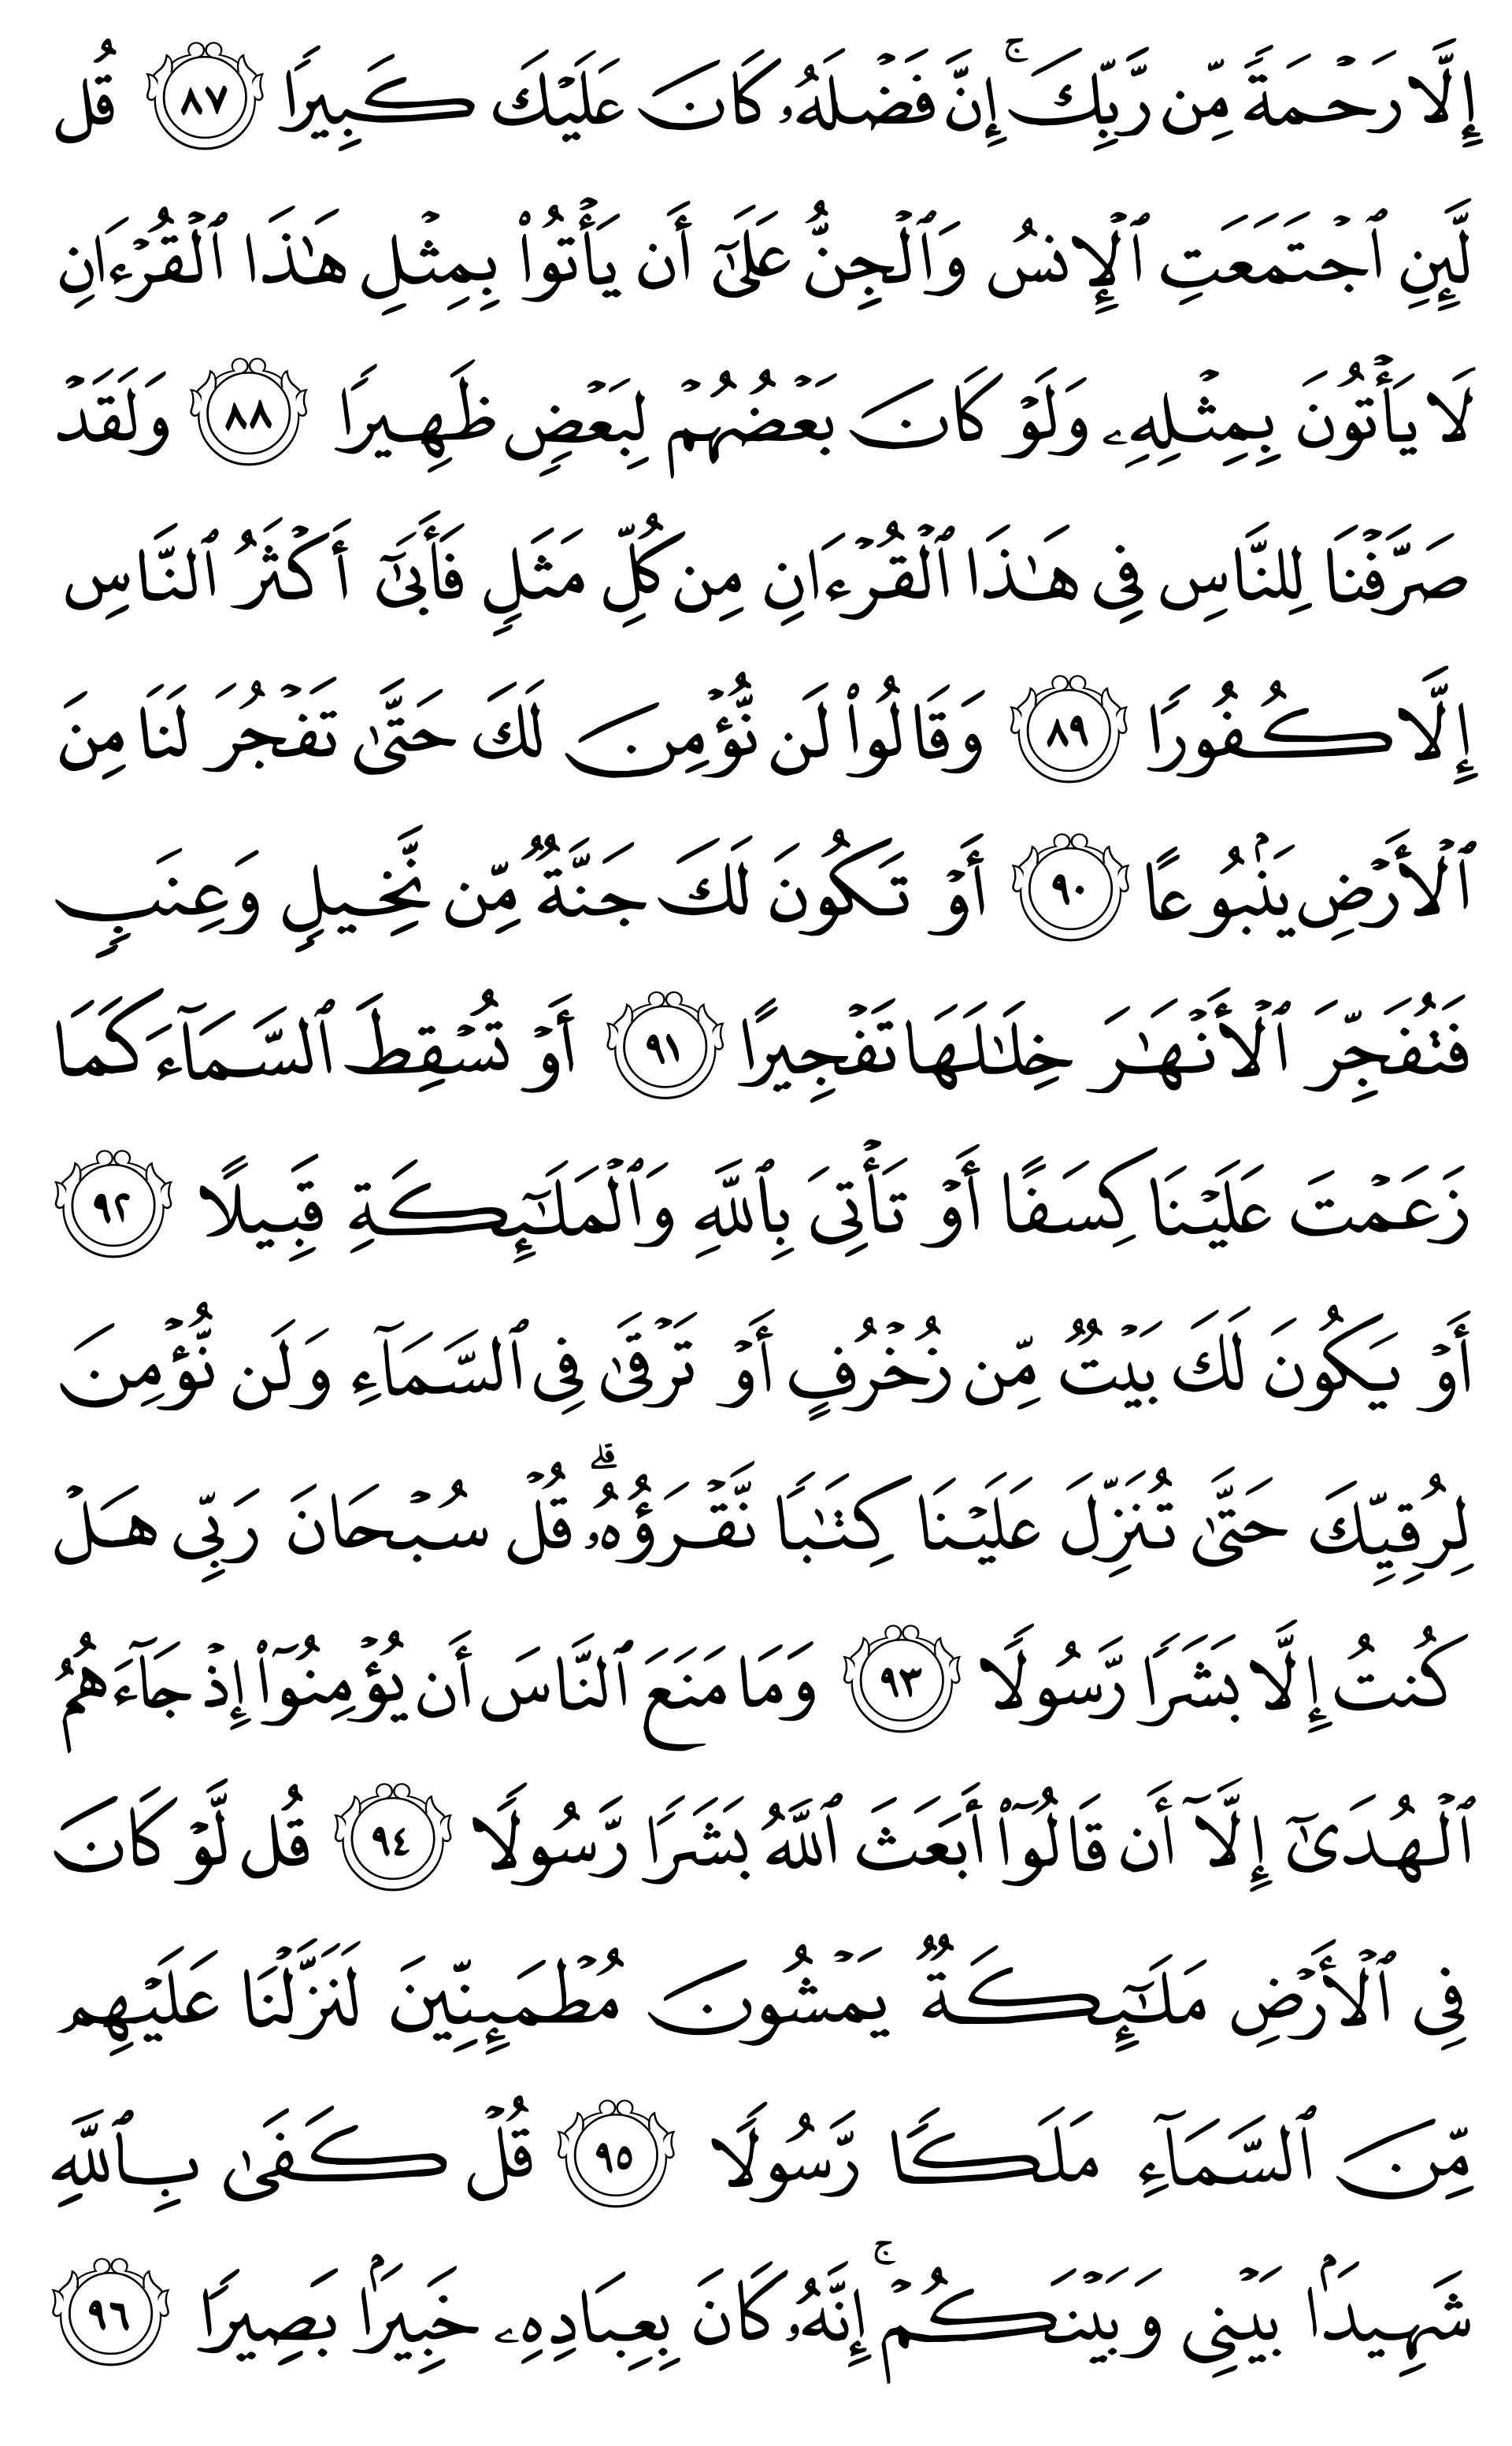 إِلَّا رَحۡمَةٗ مِّن رَّبِّكَۚ إِنَّ فَضۡلَهُۥ كَانَ عَلَيۡكَ كَبِيرٗا ٨٧ قُل
لَّئِنِ ٱجۡتَمَعَتِ ٱلۡإِنسُ وَٱلۡجِنُّ عَلَىٰٓ أَن يَأۡتُواْ بِمِثۡلِ هَٰذَا ٱلۡقُرۡءَانِ
لَا يَأۡتُونَ بِمِثۡلِهِۦ وَلَوۡ كَانَ بَعۡضُهُمۡ لِبَعۡضٖ ظَهِيرٗا ٨٨ وَلَقَدۡ
صَرَّفۡنَا لِلنَّاسِ فِي هَٰذَا ٱلۡقُرۡءَانِ مِن كُلِّ مَثَلٖ فَأَبَىٰٓ أَكۡثَرُ ٱلنَّاسِ
إِلَّا كُفُورٗا ٨٩ وَقَالُواْ لَن نُّؤۡمِنَ لَكَ حَتَّىٰ تَفۡجُرَ لَنَا مِنَ
ٱلۡأَرۡضِ يَنۢبُوعًا ٩٠ أَوۡ تَكُونَ لَكَ جَنَّةٞ مِّن نَّخِيلٖ وَعِنَبٖ
فَتُفَجِّرَ ٱلۡأَنۡهَٰرَ خِلَٰلَهَا تَفۡجِيرًا ٩١ أَوۡ تُسۡقِطَ ٱلسَّمَآءَ كَمَا
زَعَمۡتَ عَلَيۡنَا كِسَفًا أَوۡ تَأۡتِيَ بِٱللَّهِ وَٱلۡمَلَٰٓئِكَةِ قَبِيلًا ٩٢
أَوۡ يَكُونَ لَكَ بَيۡتٞ مِّن زُخۡرُفٍ أَوۡ تَرۡقَىٰ فِي ٱلسَّمَآءِ وَلَن نُّؤۡمِنَ
لِرُقِيِّكَ حَتَّىٰ تُنَزِّلَ عَلَيۡنَا كِتَٰبٗا نَّقۡرَؤُهُۥۗ قُلۡ سُبۡحَانَ رَبِّي هَلۡ
كُنتُ إِلَّا بَشَرٗا رَّسُولٗا ٩٣ وَمَا مَنَعَ ٱلنَّاسَ أَن يُؤۡمِنُوٓاْ إِذۡ جَآءَهُمُ
ٱلۡهُدَىٰٓ إِلَّآ أَن قَالُوٓاْ أَبَعَثَ ٱللَّهُ بَشَرٗا رَّسُولٗا ٩٤ قُل لَّوۡ كَانَ
فِي ٱلۡأَرۡضِ مَلَٰٓئِكَةٞ يَمۡشُونَ مُطۡمَئِنِّينَ لَنَزَّلۡنَا عَلَيۡهِم
مِّنَ ٱلسَّمَآءِ مَلَكٗا رَّسُولٗا ٩٥ قُلۡ كَفَىٰ بِٱللَّهِ
شَهِيدَۢا بَيۡنِي وَبَيۡنَكُمۡۚ إِنَّهُۥ كَانَ بِعِبَادِهِۦ خَبِيرَۢا بَصِيرٗا ٩٦